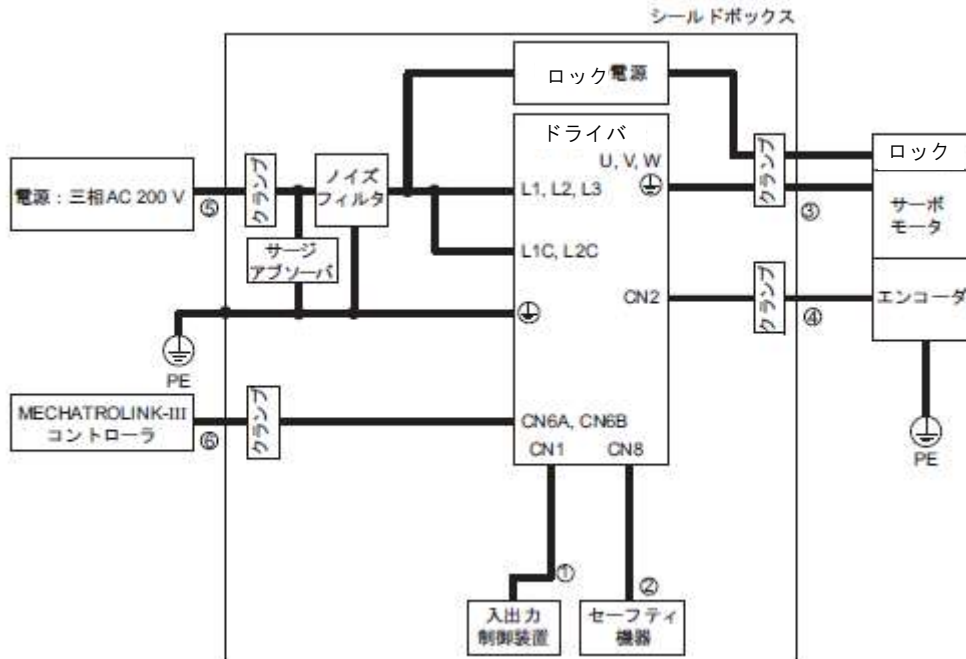 シールドボックス
ロック電源
ドライバ
U, V, W
ロック
クランプ
ノイズ
フィルタ
クランプ
電源：三相AC 200 V
⑤
L1, L2, L3
③
サーボ
モータ
サージ
アブソーバ
L1C, L2C
クランプ
CN2
エンコーダ
④
PE
クランプ
MECHATROLINK-III
コントローラ
⑥
CN6A, CN6B
CN1
CN8
PE
①
②
入出力
制御装置
セーフティ
機器